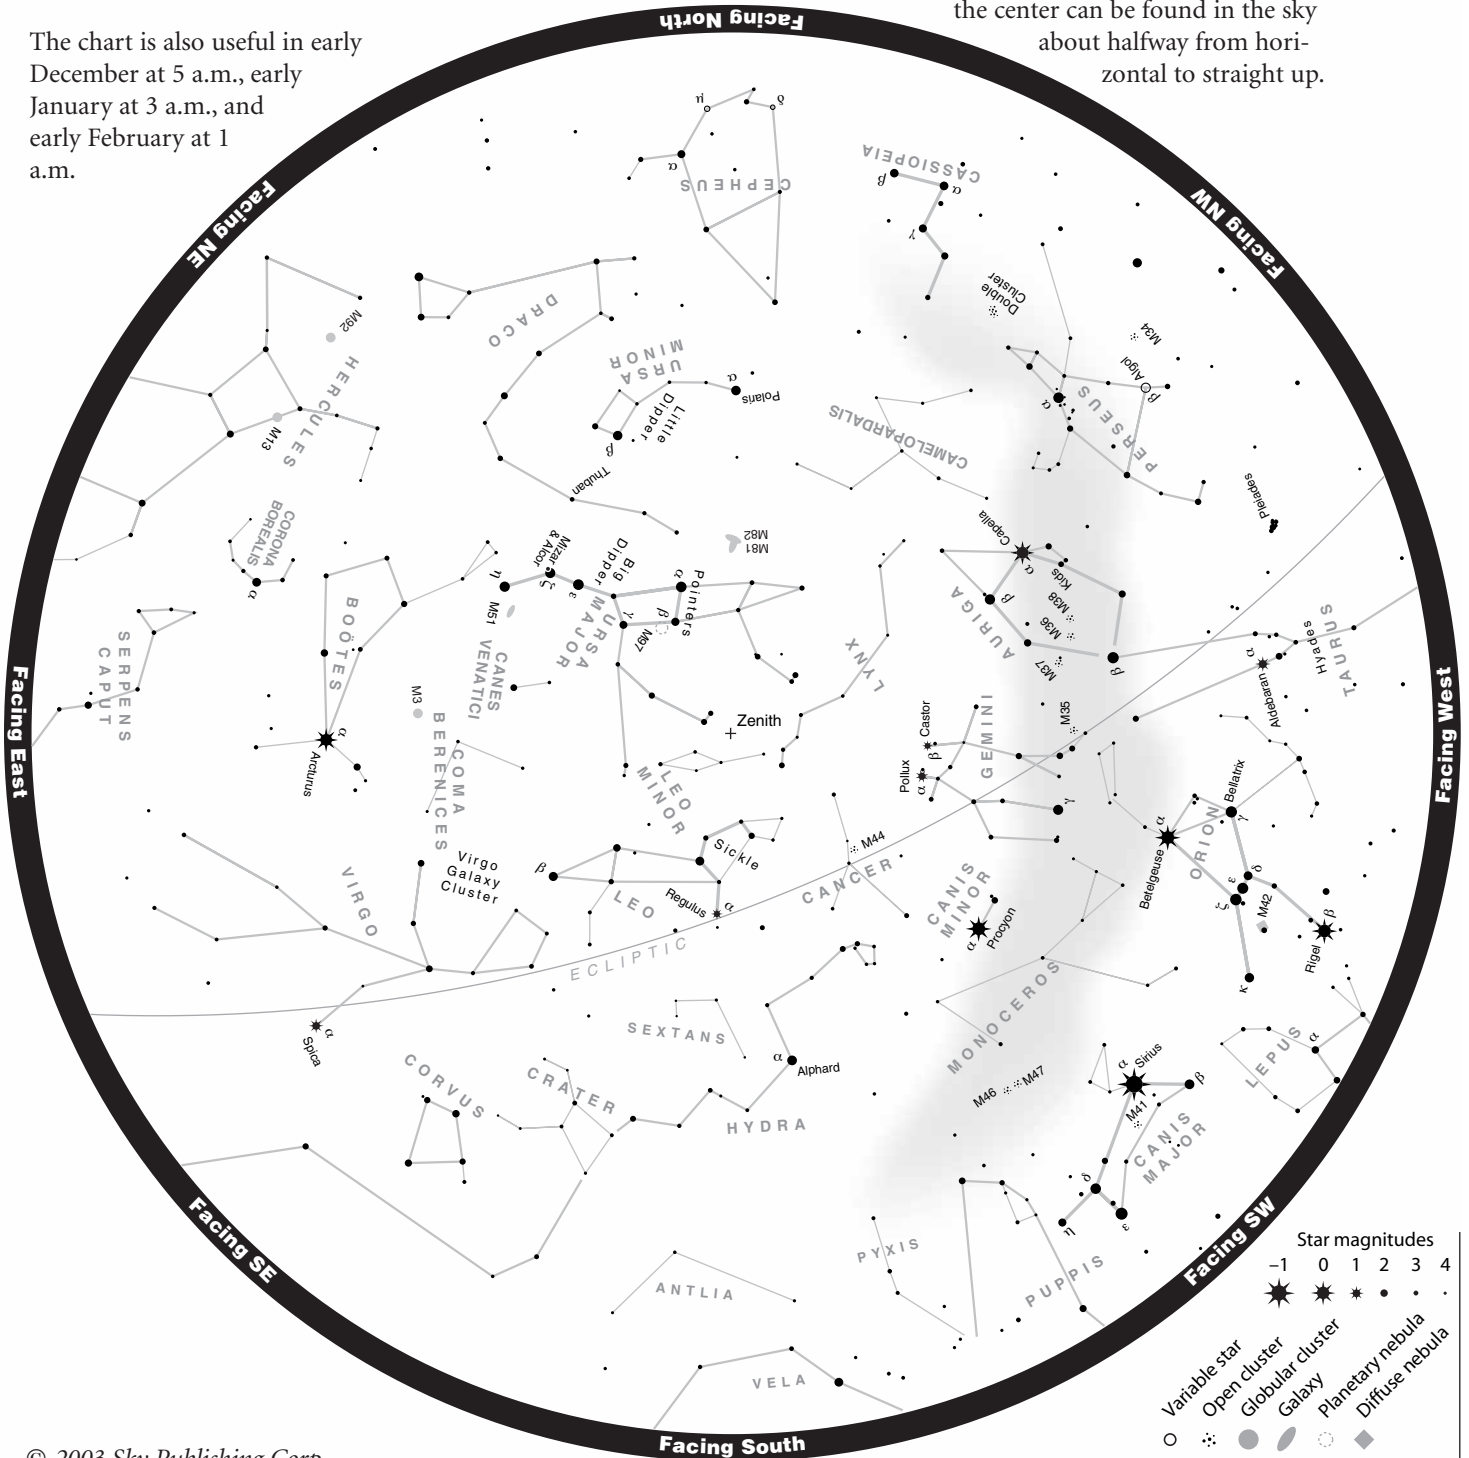 The chart is also useful in early
December at 5 a.m., early
January at 3 a.m., and
early February at 1
a.m.
the center can be found in the sky
about halfway from hori-
zontal to straight up.
Facing North
Facing NE
Facing NW
Facing East
Facing West
Facing SE
Facing SW
Facing South
μ
δ
α
CEPHEUS
CASSIOPEIA
β
α
γ
Double
Cluster
M34
Algol
β
α
PERSEUS
M92
HERCULES
M13
DRACO
URSA
MINOR
Little
Dipper
α
Polaris
β
Thuban
CAMELOPARDALIS
Pleiades
CORONA
BOREALIS
α
M82
M81
Capella
α
Kids
β
AURIGA
M38
M36
M37
β
Mizar
& Alcor
Big
Dipper
η
ζ
ε
α
Pointers
β
γ
M97
M51
URSA
MAJOR
BOÖTES
SERPENS
CAPUT
CANES
VENATICI
M3
LYNX
TAURUS
Hyades
α
Aldebaran
α
Arcturus
COMA
BERENICES
Zenith
Castor
β
Pollux
α
GEMINI
M35
γ
LEO
MINOR
Bellatrix
γ
α
Betelgeuse
ORION
δ
ε
ζ
M42
β
Rigel
κ
VIRGO
Virgo
Galaxy
Cluster
β
Sickle
LEO
Regulus
α
M44
CANCER
CANIS
MINOR
α
Procyon
ECLIPTIC
α
Spica
SEXTANS
α
Alphard
MONOCEROS
LEPUS
α
CORVUS
CRATER
HYDRA
M46
M47
α
Sirius
β
M41
CANIS
MAJOR
δ
ε
η
PYXIS
PUPPIS
ANTLIA
VELA
Star magnitudes
–1 0 1 2 3 4
Variable star
Open cluster
Globular cluster
Galaxy
Planetary nebula
Diffuse nebula
© 2003 Sky Publishing Corp.